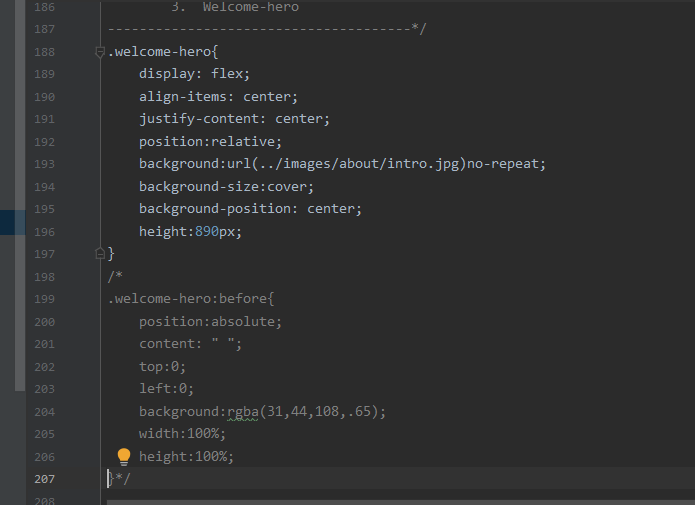 186 3. Welcome-hero
187 --------------------------------------*/
188 .welcome-hero{
189 display: flex;
190 align-items: center;
191 justify-content: center;
192 position:relative;
193 background:url(../images/about/intro.jpg)no-repeat;
194 background-size:cover;
195 background-position: center;
196 height:890px;
197 }
198 /*
199 .welcome-hero:before{
200 position:absolute;
201 content: " ";
202 top:0;
203 left:0;
204 background:rgba(31,44,108,.65);
205 width:100%;
206 height:100%;
207 }*/
208